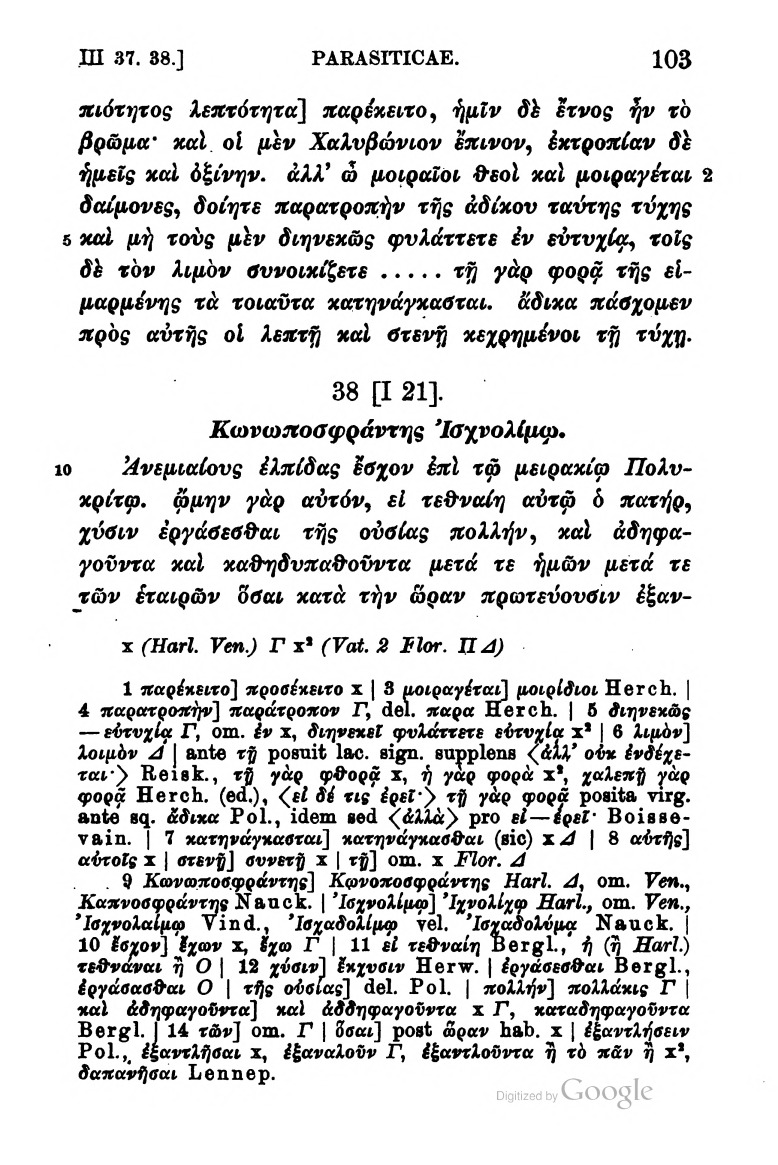 III 37. 38.] PARASITICAE. 103
πιότητος λεπτότητα] παρέκειτο, ἡμῖν δὲ ἔτνος ἦν τὸ
βρῶμα· καὶ οἱ μὲν Χαλυβώνιον ἔπινον, ἐκτροπίαν δὲ
ἡμεῖς καὶ ὀξίνην. ἀλλ' ὦ μοιραῖοι θεοὶ καὶ μοιραγέται 2
δαίμονες, δοίητε παρατροπὴν τῆς ἀδίκου ταύτης τύχης
5 καὶ μὴ τοὺς μὲν διηνεκῶς φυλάττετε ἐν εὐτυχίᾳ, τοῖς
δὲ τὸν λιμὸν συνοικίζετε ..... τῇ γὰρ φορᾷ τῆς εἱ-
μαρμένης τὰ τοιαῦτα κατηνάγκασται. ἄδικα πάσχομεν
πρὸς αὐτῆς οἱ λεπτῇ καὶ στενῇ κεχρημένοι τῇ τύχῃ.
38 [I 21].
Κωνωποσφράντης Ἰσχνολίμῳ.
10 Ἀνεμιαίους ἐλπίδας ἔσχον ἐπὶ τῷ μειρακίῳ Πολυ-
κρίτῳ. ᾤμην γὰρ αὐτόν, εἰ τεθναίη αὐτῷ ὁ πατήρ,
χύσιν ἐργάσεσθαι τῆς οὐσίας πολλήν, καὶ ἀδηφα-
γοῦντα καὶ καθηδυπαθοῦντα μετά τε ἡμῶν μετά τε
τῶν ἑταιρῶν ὅσαι κατὰ τὴν ὥραν πρωτεύουσιν ἐξαν-
x (Harl. Ven.) Γ x² (Vat. 2 Flor. Π Δ)
1 παρέκειτο] προσέκειτο x | 3 μοιραγέται] μοιρίδιοι Herch. |
4 παρατροπὴν] παράτροπον Γ, del. παρα Herch. | 5 διηνεκῶς
— εὐτυχίᾳ Γ, om. ἐν x, διηνεκεῖ φυλάττετε εὐτυχίᾳ x² | 6 λιμὸν]
λοιμὸν Δ | ante τῇ posuit lac. sign. supplens ⟨ἀλλ' οὐκ ἐνδέχε-
ται·⟩ Reisk., τῇ γὰρ φθορᾷ x, ἡ γὰρ φορὰ x², χαλεπῇ γὰρ
φορᾷ Herch. (ed.), ⟨εἰ δέ τις ἐρεῖ·⟩ τῇ γὰρ φορᾷ posita virg.
ante sq. ἄδικα Pol., idem sed ⟨ἀλλὰ⟩ pro εἰ—ἐρεῖ· Boisse-
vain. | 7 κατηνάγκασται] κατηνάγκασθαι (sic) x Δ | 8 αὐτῆς]
αὐτοῖς x | στενῇ] συνετῇ x | τῇ] om. x Flor. Δ
9 Κωνωποσφράντης] Κῳνοποσφράντης Harl. Δ, om. Ven.,
Καπνοσφράντης Nauck. | Ἰσχνολίμῳ] Ἰχνολίχῳ Harl., om. Ven.,
Ἰσχνολαίμῳ Vind., Ἰσχαδολίμῳ vel. Ἰσχαδολύμᾳ Nauck. |
10 ἔσχον] ἔχων x, ἔχω Γ | 11 εἰ τεθναίη Bergl., ἢ (ἢ Harl.)
τεθνάναι ἢ O | 12 χύσιν] ἔκχυσιν Herw. | ἐργάσεσθαι Bergl.,
ἐργάσασθαι O | τῆς οὐσίας] del. Pol. | πολλήν] πολλάκις Γ |
καὶ ἀδηφαγοῦντα] καὶ ἀδδηφαγοῦντα x Γ, καταδηφαγοῦντα
Bergl. | 14 τῶν] om. Γ | ὅσαι] post ὥραν hab. x | ἐξαντλήσειν
Pol., ἐξαντλῆσαι x, ἐξαναλοῦν Γ, ἐξαντλοῦντα ἢ τὸ πᾶν ἢ x²,
δαπανῆσαι Lennep.
Digitized by Google